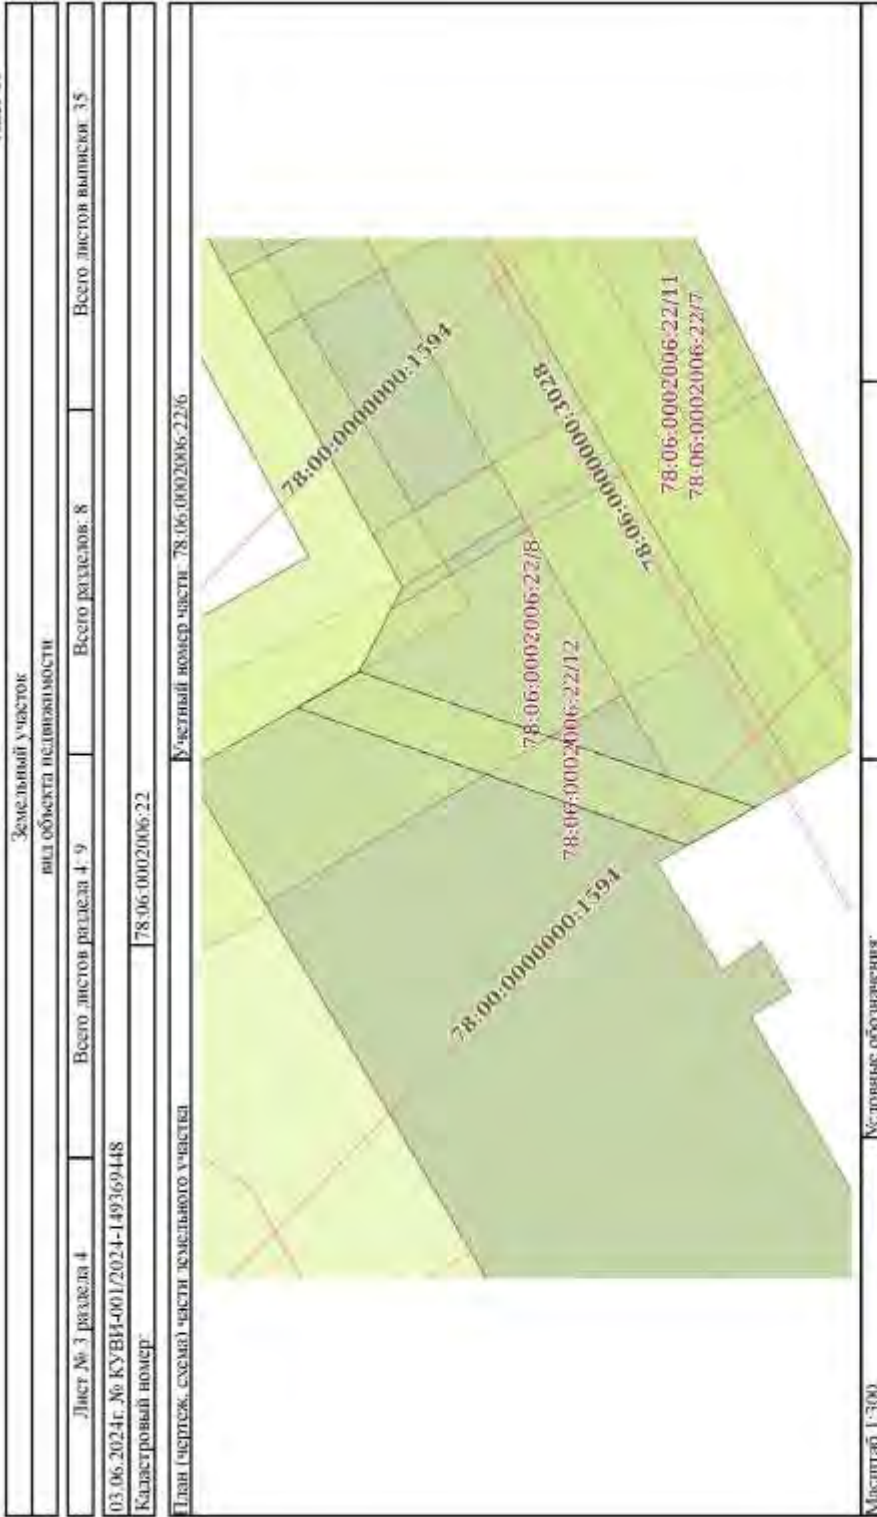 Земельный участок
вид объекта недвижимости
Лист № 3 раздела 4
Всего листов раздела 4: 9
Всего разделов: 8
Всего листов выписки: 35
03.06.2024г. № КУВИ-001/2024-149369448
Кадастровый номер:
78:06:0002006:22
План (чертеж, схема) части земельного участка
Учетный номер части: 78:06:0002006:22/6
78:00:0000000:1594
78:06:0000000:3028
78:06:0002006:22/11
78:06:0002006:22/7
78:06:0002006:22/8
78:06:0002006:22/12
78:00:0000000:1594
Масштаб 1:300
Условные обозначения: